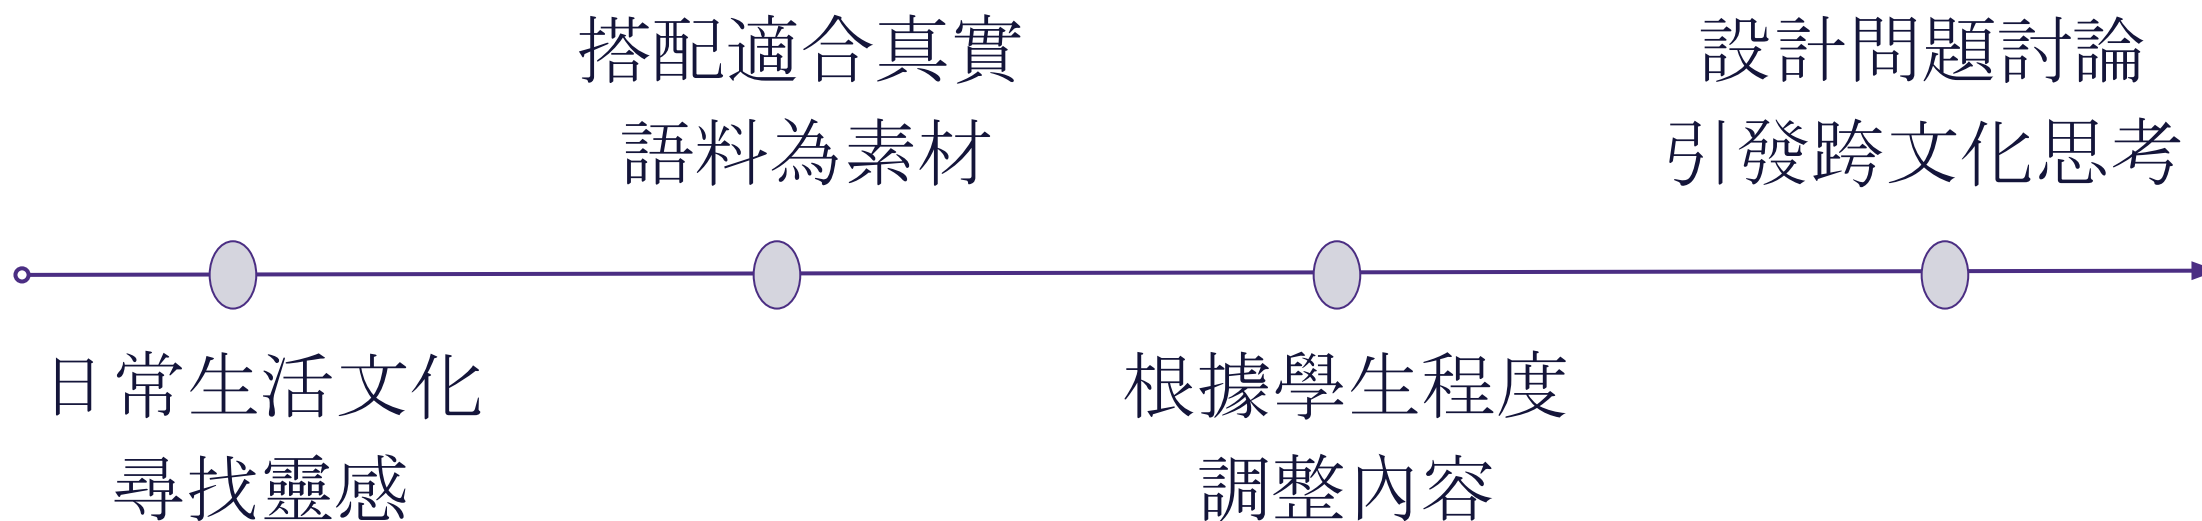 日常生活文化
尋找靈感
搭配適合真實
語料為素材
根據學生程度
調整內容
設計問題討論
引發跨文化思考